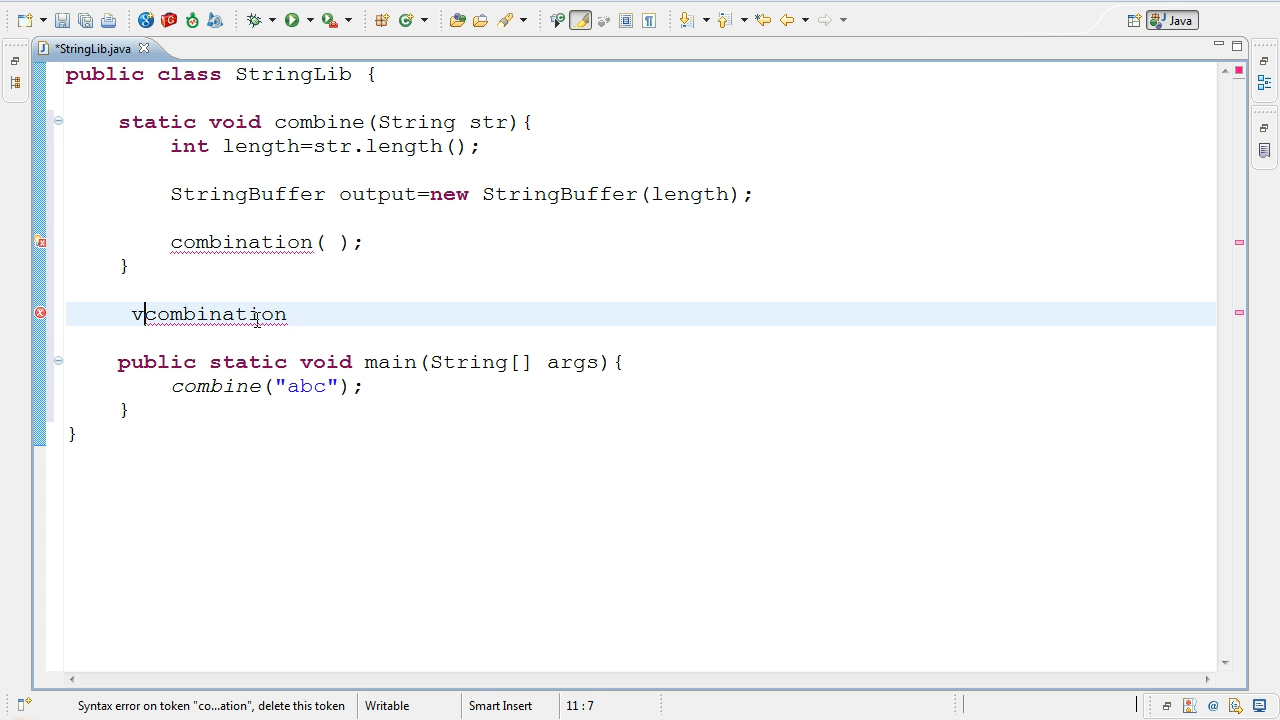 Java
*StringLib.java
public class StringLib {
static void combine(String str){
int length=str.length();
StringBuffer output=new StringBuffer(length);
combination( );
}
vcombination
public static void main(String[] args){
combine("abc");
}
}
Syntax error on token "co...ation", delete this token
Writable
Smart Insert
11 : 7